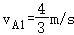 v_A1 = 4/3 m/s